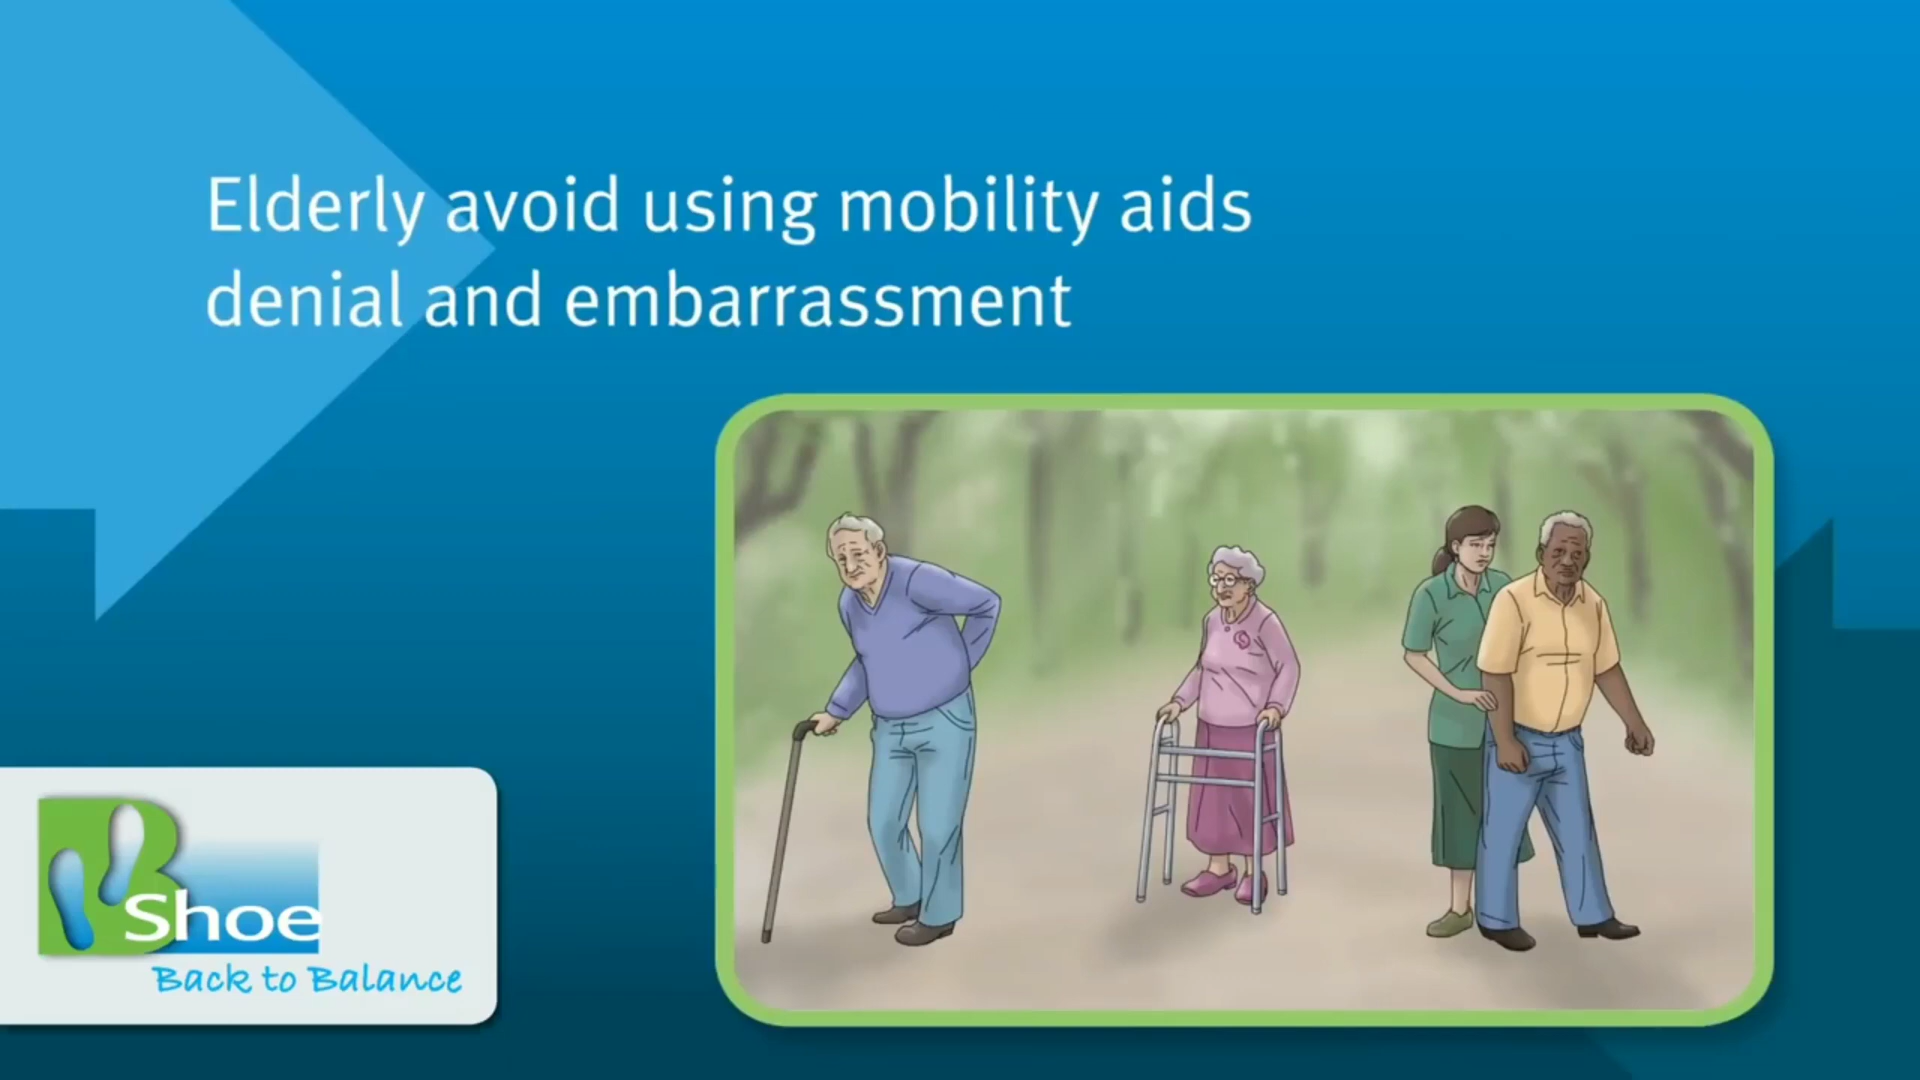 Elderly avoid using mobility aids
denial and embarrassment
B Shoe
Back to Balance